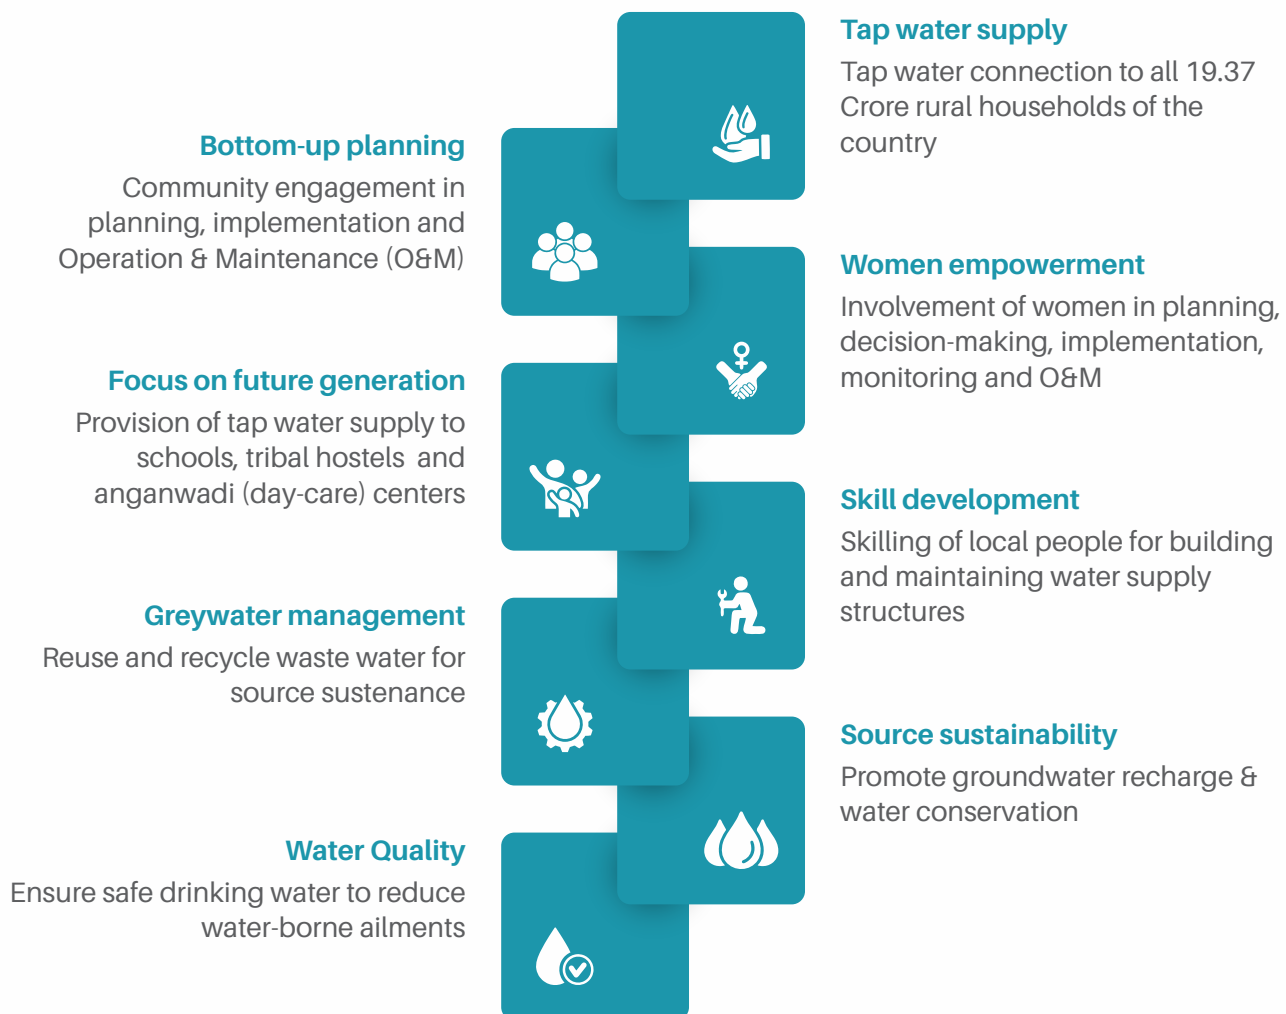 Tap water supply
Tap water connection to all 19.37
Crore rural households of the
country
Bottom-up planning
Community engagement in
planning, implementation and
Operation & Maintenance (O&M)
Women empowerment
Involvement of women in planning,
decision-making, implementation,
monitoring and O&M
Focus on future generation
Provision of tap water supply to
schools, tribal hostels and
anganwadi (day-care) centers
Skill development
Skilling of local people for building
and maintaining water supply
structures
Greywater management
Reuse and recycle waste water for
source sustenance
Source sustainability
Promote groundwater recharge &
water conservation
Water Quality
Ensure safe drinking water to reduce
water-borne ailments